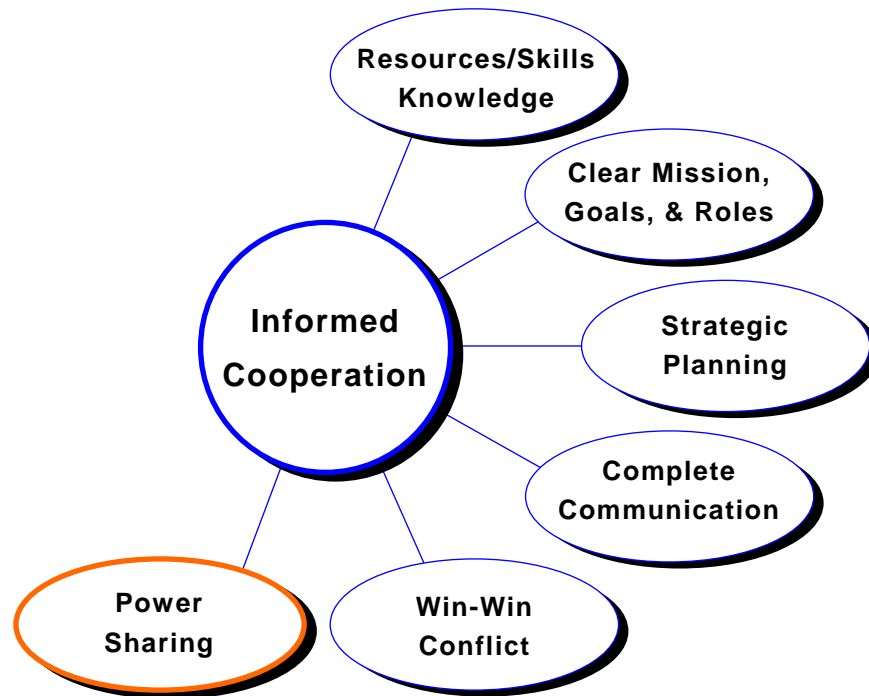 Resources/Skills
Knowledge
Clear Mission,
Goals, & Roles
Informed
Cooperation
Strategic
Planning
Complete
Communication
Power
Sharing
Win-Win
Conflict